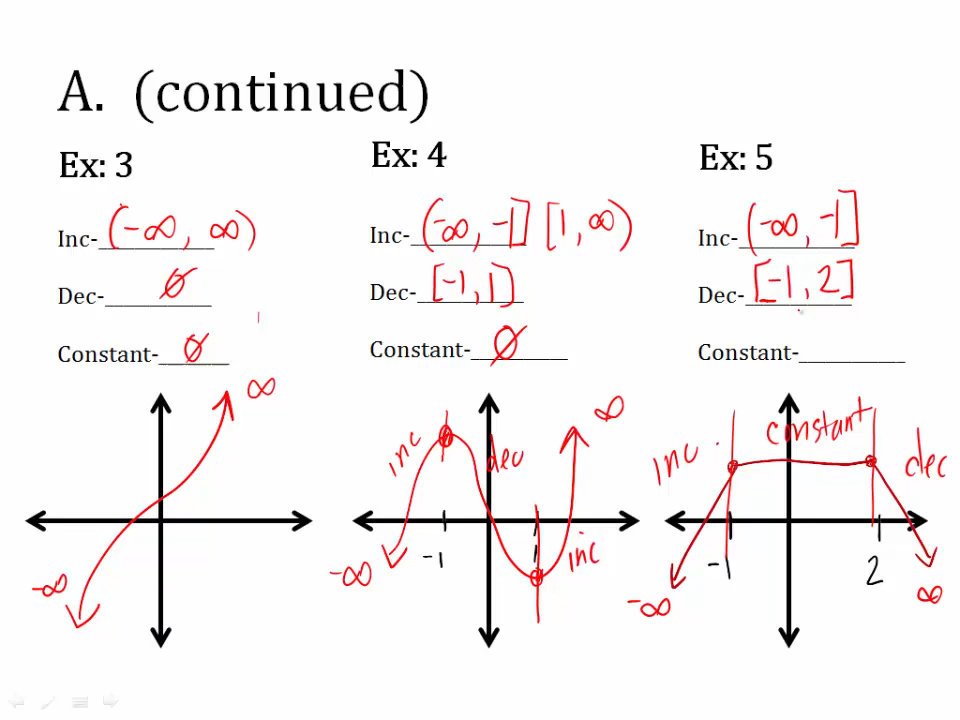 A. (continued)
Ex: 3
Inc- (-∞, ∞)
Dec- ∅
Constant- ∅
∞
-∞
Ex: 4
Inc- (-∞, -1] [1, ∞)
Dec- [-1, 1]
Constant- ∅
inc
dec
inc
∞
-∞
-1
1
Ex: 5
Inc- (-∞, -1]
Dec- [-1, 2]
Constant-
inc
constant
dec
-1
2
-∞
∞